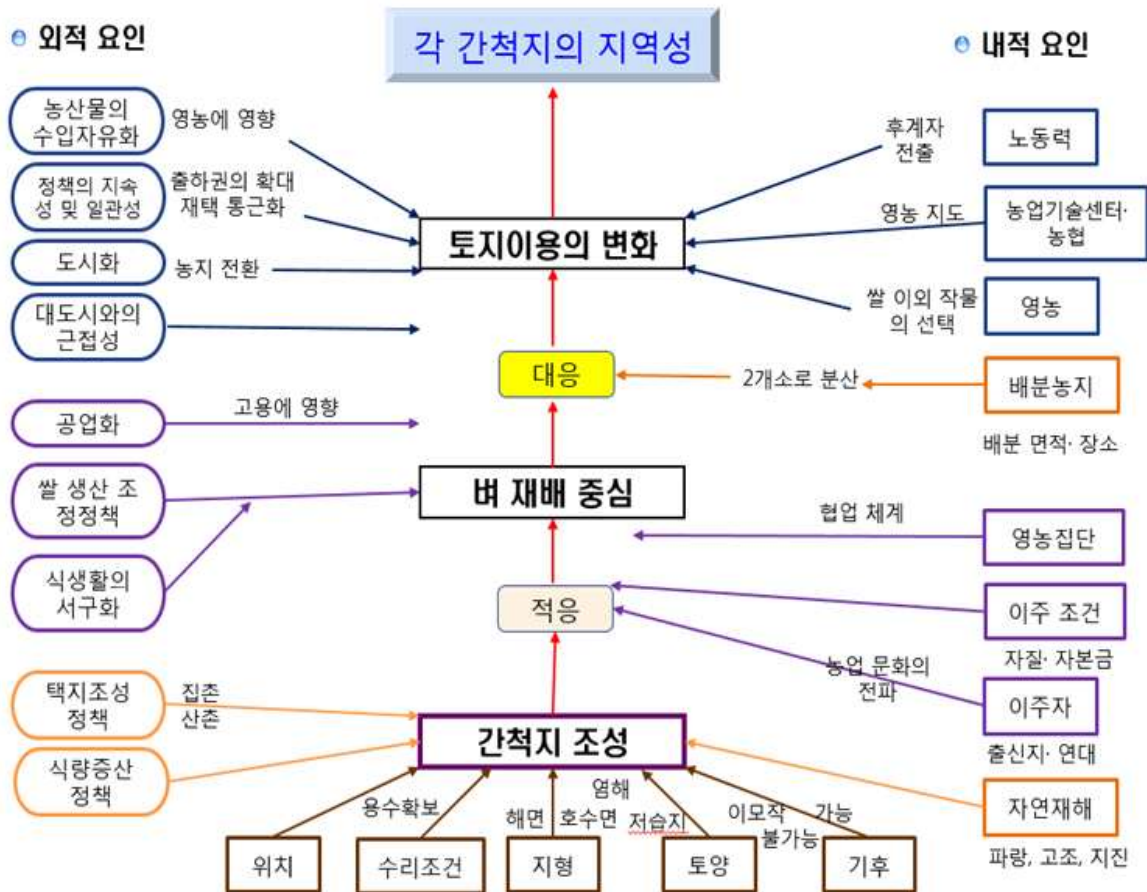 외적 요인
각 간척지의 지역성
내적 요인
농산물의
수입자유화
영농에 영향
후계자
전출
노동력
정책의 지속
성 및 일관성
출하권의 확대
재택 통근화
토지이용의 변화
영농 지도
농업기술센터·
농협
도시화
농지 전환
대도시와의
근접성
쌀 이외 작물
의 선택
영농
대응
2개소로 분산
배분농지
배분 면적· 장소
공업화
고용에 영향
쌀 생산 조
정정책
벼 재배 중심
협업 체계
영농집단
식생활의
서구화
적응
이주 조건
자질· 자본금
농업 문화의
전파
이주자
출신지· 연대
택지조성
정책
집촌
산촌
간척지 조성
식량증산
정책
자연재해
파랑, 고조, 지진
용수확보
해면
호수면
염해
저습지
이모작
가능
불가능
위치
수리조건
지형
토양
기후